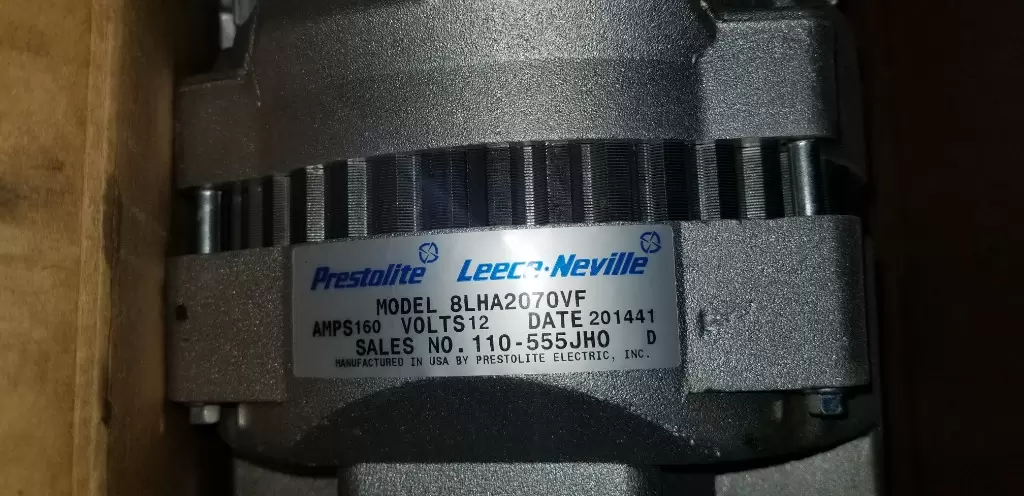 Prestolite Leece-Neville
MODEL 8LHA2070VF
AMPS160 VOLTS12 DATE 201441
SALES NO. 110-555JHO D
MANUFACTURED IN USA BY PRESTOLITE ELECTRIC, INC.